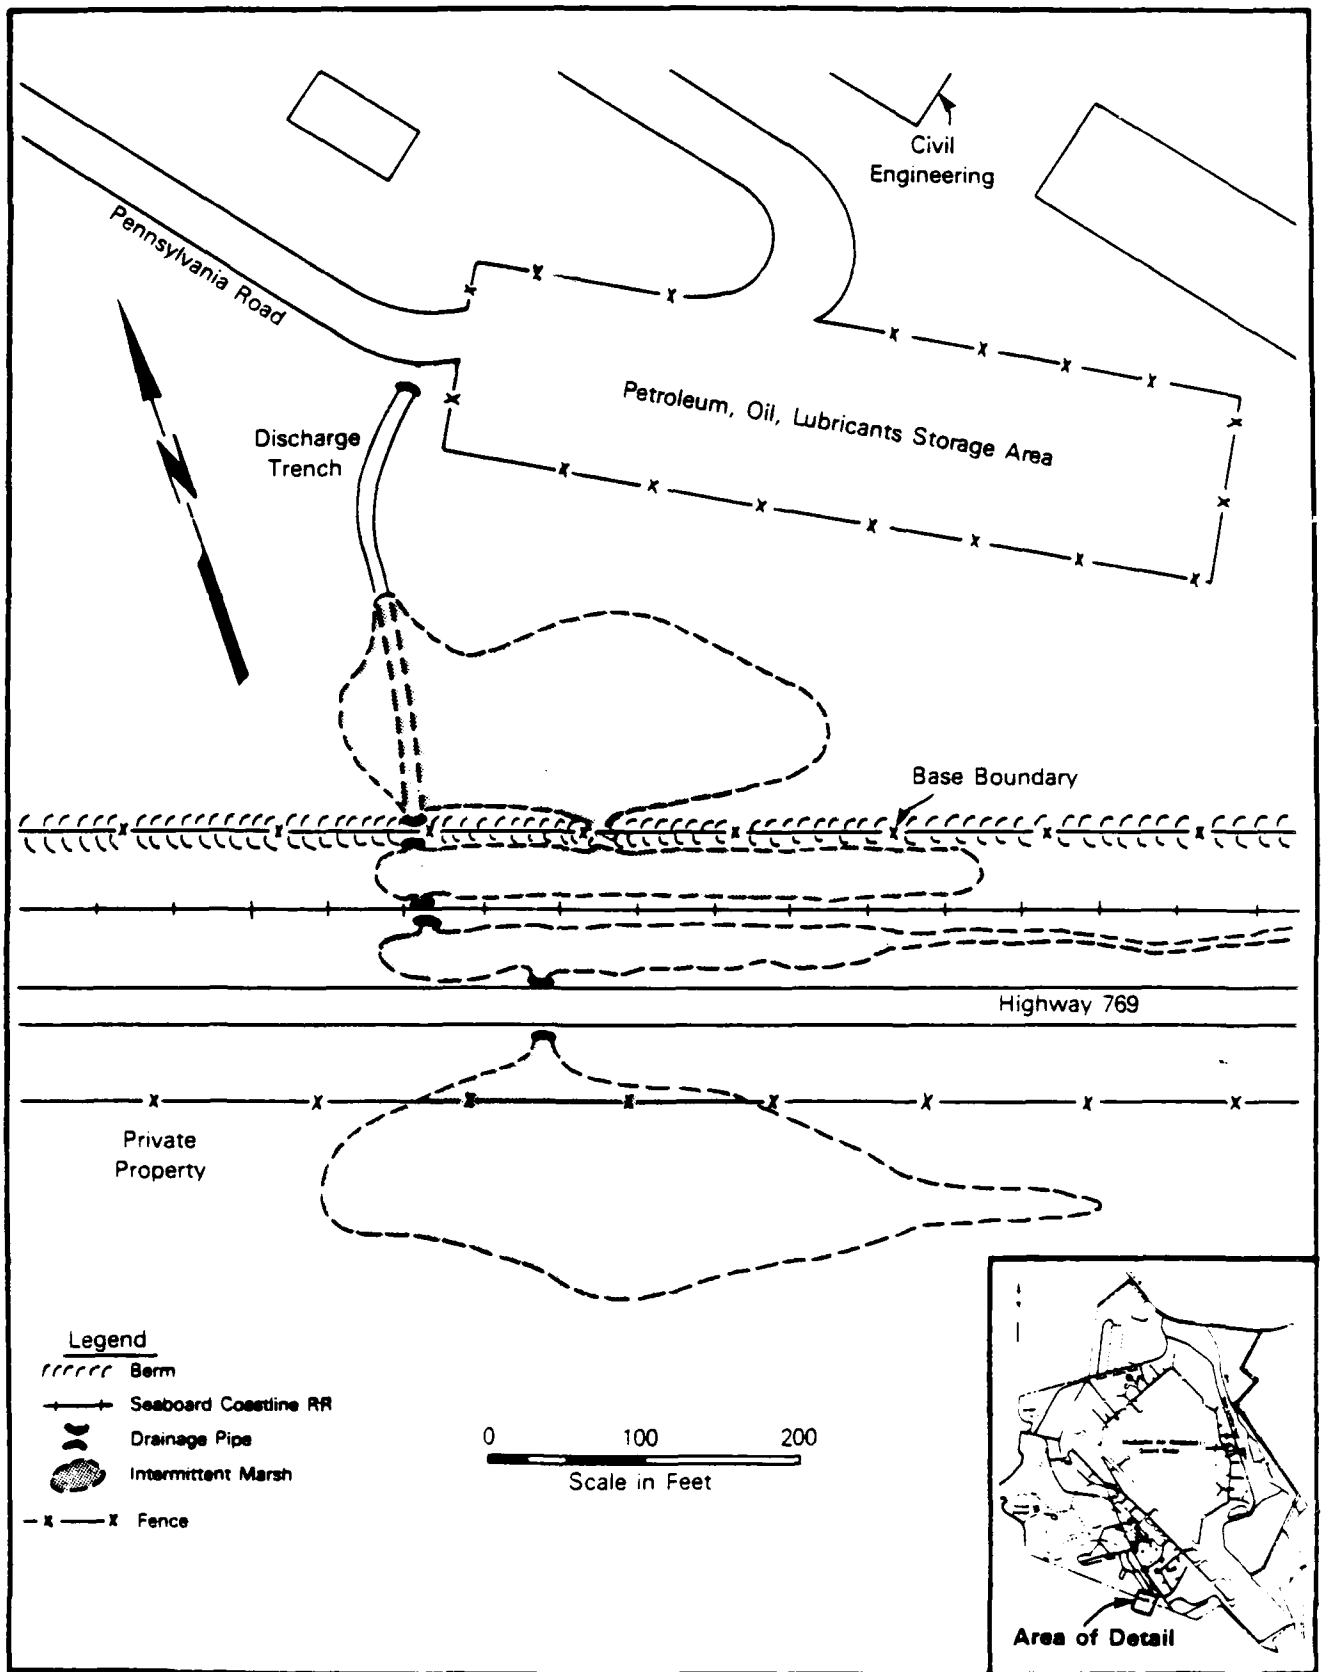 Civil
Engineering
Pennsylvania Road
Petroleum, Oil, Lubricants Storage Area
Discharge
Trench
N
Base Boundary
Highway 769
Private
Property
Legend
Berm
Seaboard Coastline RR
Drainage Pipe
Intermittent Marsh
Fence
0 100 200
Scale in Feet
Area of Detail